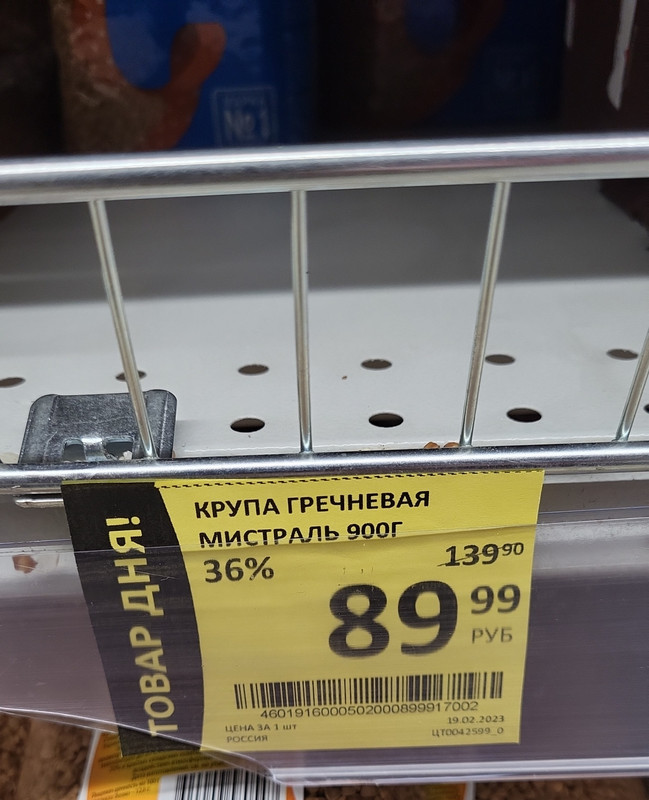 №1
ТОВАР ДНЯ!
КРУПА ГРЕЧНЕВАЯ
МИСТРАЛЬ 900Г
36%
139 90
89 99
РУБ
4601916000502000899917002
ЦЕНА ЗА 1 шт
19.02.2023
РОССИЯ
ЦТ0042599_0